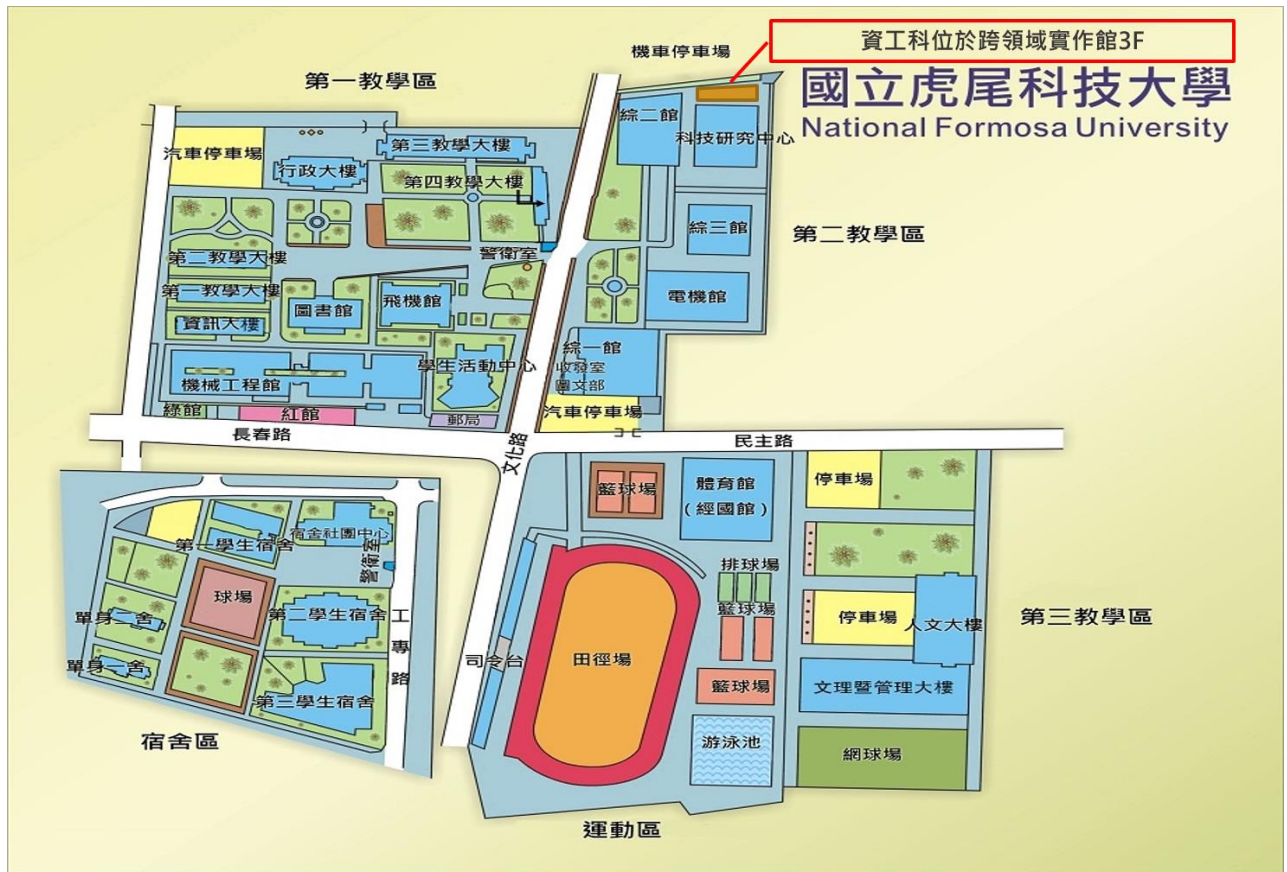 資工科位於跨領域實作館3F
機車停車場
國立虎尾科技大學
National Formosa University
第一教學區
汽車停車場
行政大樓
第三教學大樓
第四教學大樓
警衛室
第二教學大樓
第一教學大樓
資訊大樓
圖書館
飛機館
學生活動中心
機械工程館
綠館
紅館
郵局
綜二館
科技研究中心
綜三館
第二教學區
電機館
綜一館
收發室
圖文部
汽車停車場
長春路
文化路
民主路
第一學生宿舍
宿舍社團中心
警衛室
球場
第二學生宿舍
單身二舍
單身一舍
第三學生宿舍
工專路
宿舍區
籃球場
體育館
(經國館)
排球場
籃球場
司令台
田徑場
籃球場
游泳池
運動區
停車場
停車場
人文大樓
第三教學區
文理暨管理大樓
網球場